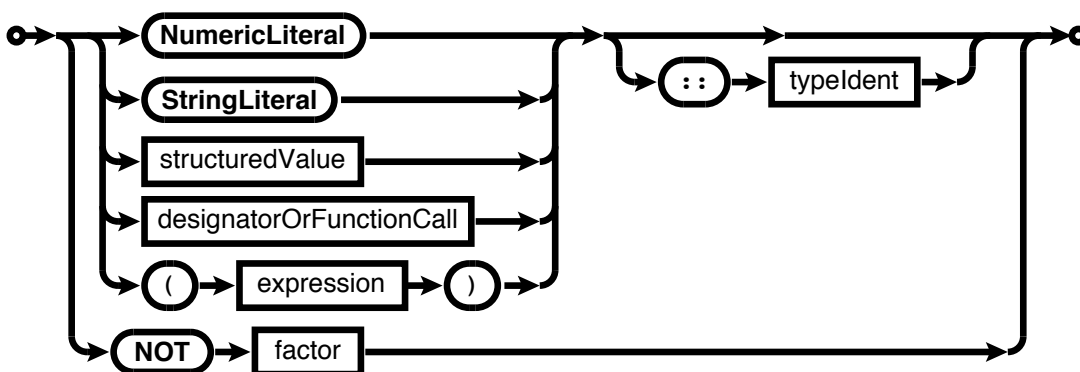 NumericLiteral
StringLiteral :: typeIdent
structuredValue
designatorOrFunctionCall
( expression )
NOT factor